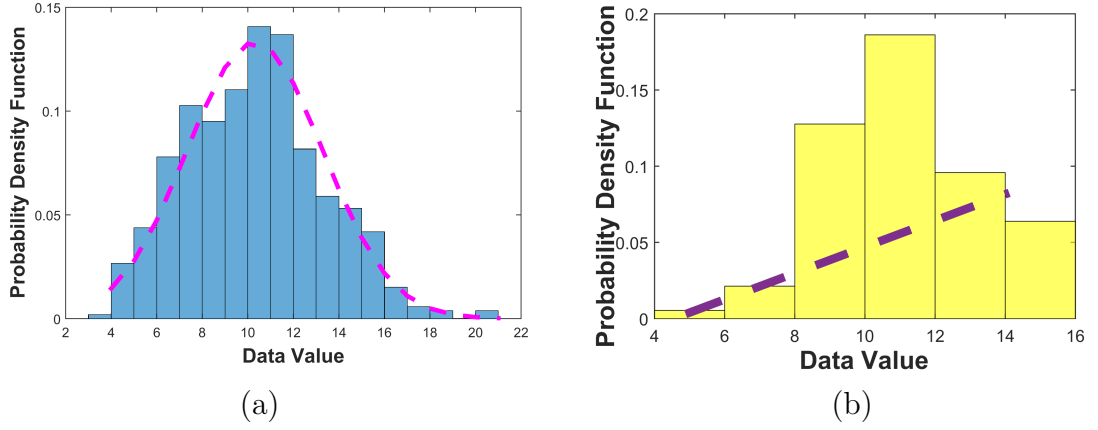 Probability Density Function
0.15
0.1
0.05
0
2 4 6 8 10 12 14 16 18 20 22
Data Value
(a)
Probability Density Function
0.2
0.15
0.1
0.05
0
4 6 8 10 12 14 16
Data Value
(b)